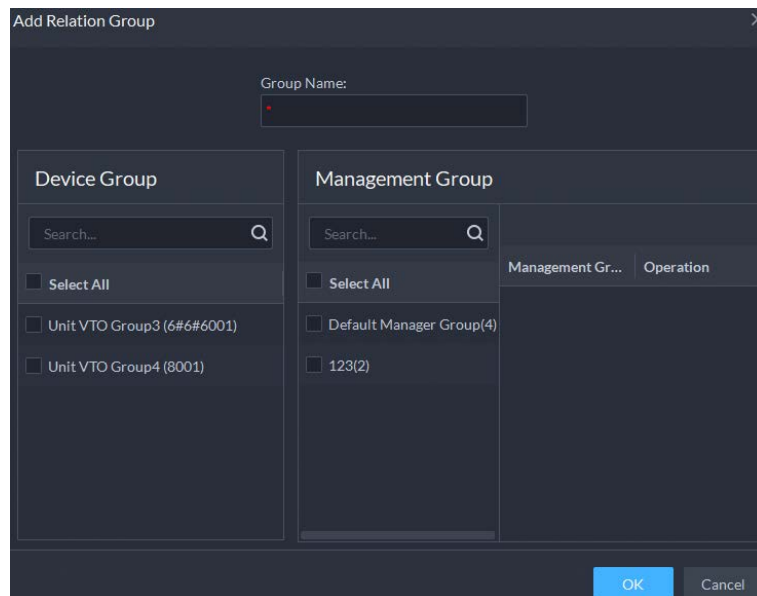 Add Relation Group
Group Name:
*
Device Group
Management Group
Search...
Search...
Management Gr...
Operation
Select All
Select All
Unit VTO Group3 (6#6#6001)
Default Manager Group(4)
Unit VTO Group4 (8001)
123(2)
OK
Cancel